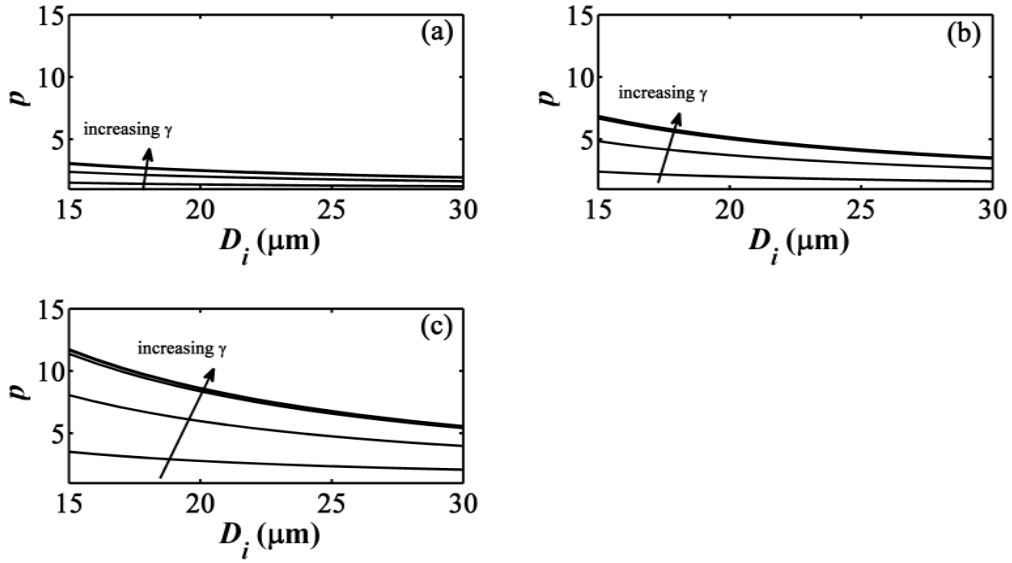 15
(a)
10
p
increasing γ
5
15 20 25 30
D_i (μm)
15
(b)
10
p
increasing γ
5
15 20 25 30
D_i (μm)
15
(c)
increasing γ
10
p
5
15 20 25 30
D_i (μm)